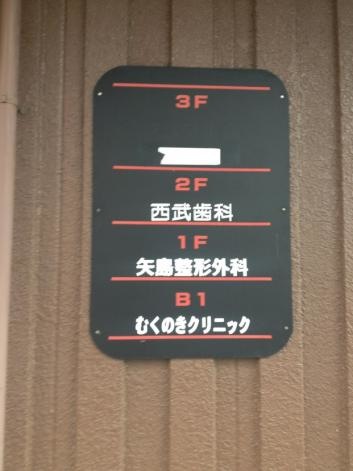 3F
2F
西武歯科
1F
矢島整形外科
B1
むくのきクリニック